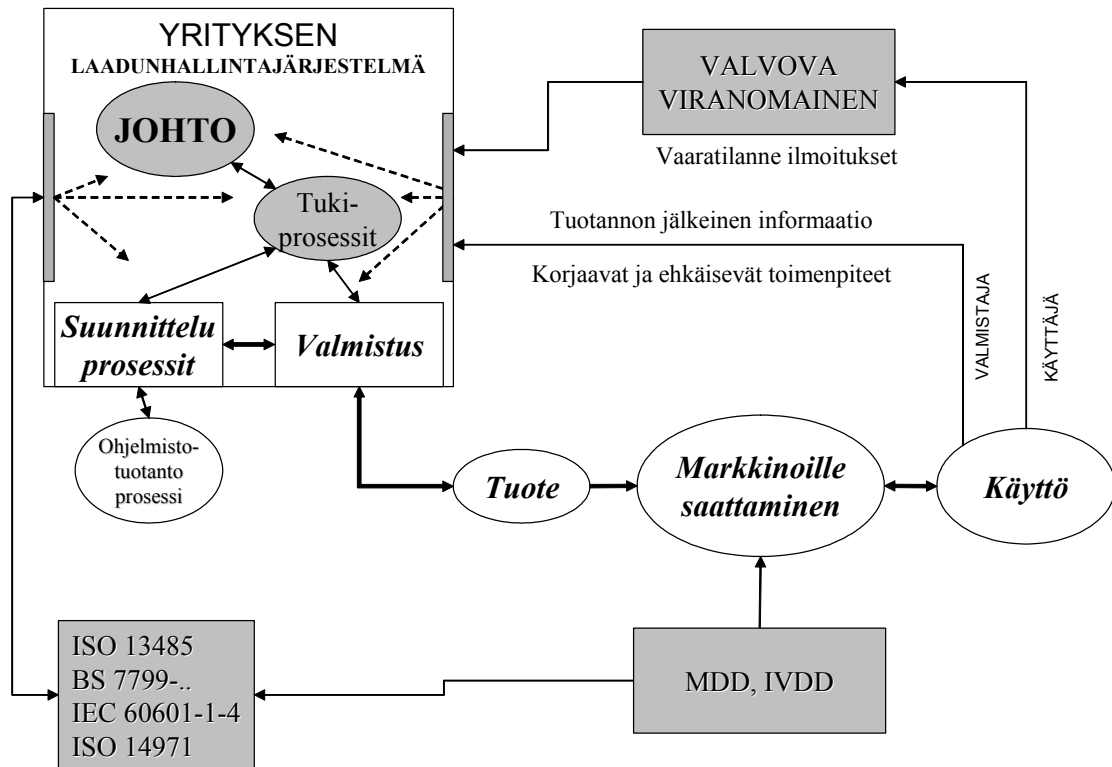 YRITYKSEN
LAADUNHALLINTAJÄRJESTELMÄ
JOHTO
Tuki-
prosessit
Suunnittelu
prosessit
Valmistus
Ohjelmisto-
tuotanto
prosessi
VALVOVA
VIRANOMAINEN
Vaaratilanne ilmoitukset
Tuotannon jälkeinen informaatio
Korjaavat ja ehkäisevät toimenpiteet
VALMISTAJA
KÄYTTÄJÄ
Tuote
Markkinoille
saattaminen
Käyttö
ISO 13485
BS 7799-..
IEC 60601-1-4
ISO 14971
MDD, IVDD